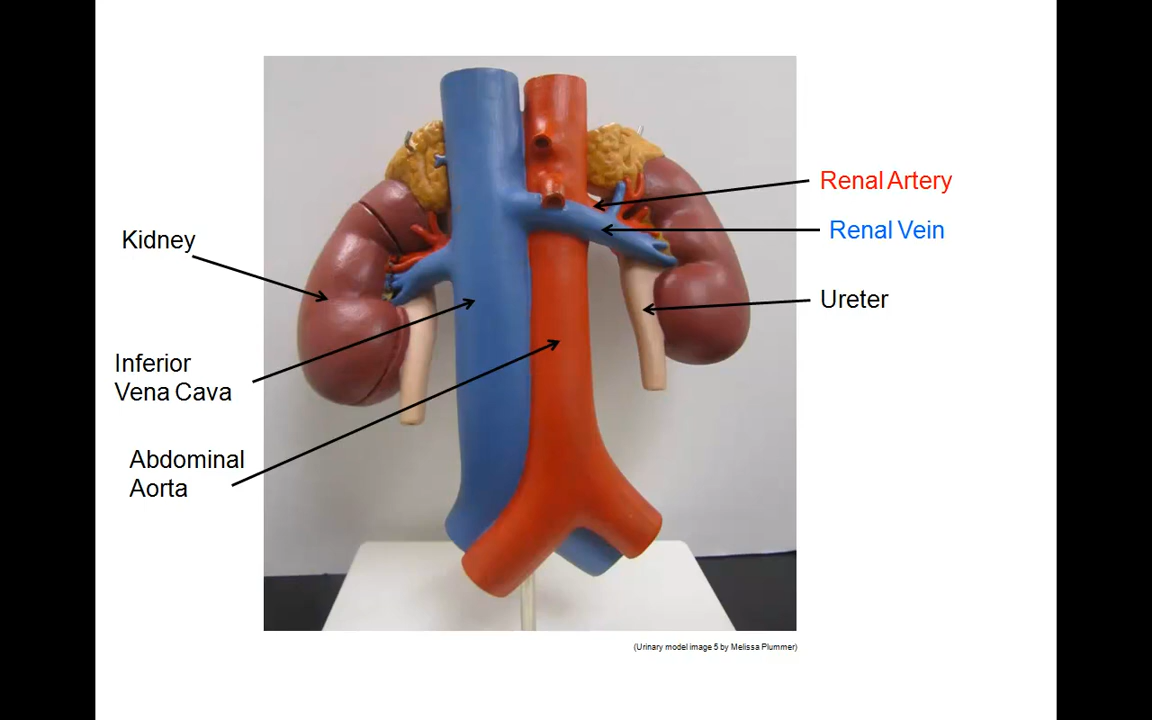 Renal Artery
Renal Vein
Kidney
Ureter
Inferior
Vena Cava
Abdominal
Aorta
(Urinary model image 5 by Melissa Plummer)